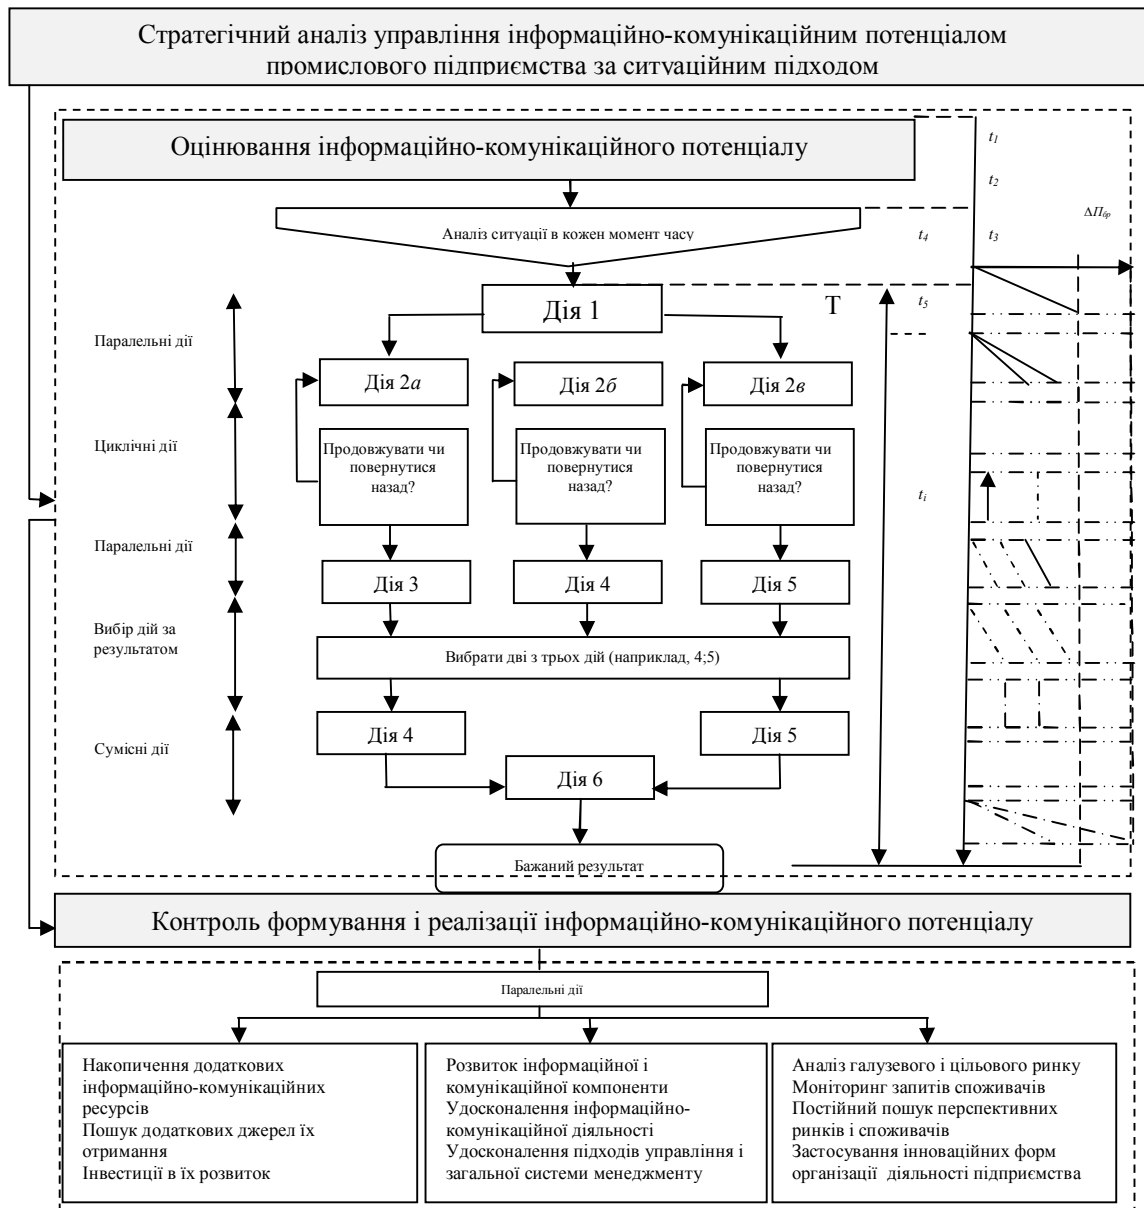 Стратегічний аналіз управління інформаційно-комунікаційним потенціалом
промислового підприємства за ситуаційним підходом
Оцінювання інформаційно-комунікаційного потенціалу
t1
t2
ΔПбр
Аналіз ситуації в кожен момент часу
t4
t3
Дія 1
T
t5
Паралельні дії
Дія 2а
Дія 2б
Дія 2в
Циклічні дії
Продовжувати чи
повернутися
назад?
Продовжувати чи
повернутися
назад?
Продовжувати чи
повернутися
назад?
ti
Паралельні дії
Дія 3
Дія 4
Дія 5
Вибір дій за
результатом
Вибрати дві з трьох дій (наприклад, 4;5)
Дія 4
Дія 5
Сумісні дії
Дія 6
Бажаний результат
Контроль формування і реалізації інформаційно-комунікаційного потенціалу
Паралельні дії
Накопичення додаткових
інформаційно-комунікаційних
ресурсів
Пошук додаткових джерел їх
отримання
Інвестиції в їх розвиток
Розвиток інформаційної і
комунікаційної компоненти
Удосконалення інформаційно-
комунікаційної діяльності
Удосконалення підходів управління і
загальної системи менеджменту
Аналіз галузевого і цільового ринку
Моніторинг запитів споживачів
Постійний пошук перспективних
ринків і споживачів
Застосування інноваційних форм
організації діяльності підприємства